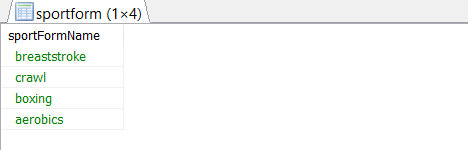 sportform (1×4)
sportFormName
breaststroke
crawl
boxing
aerobics